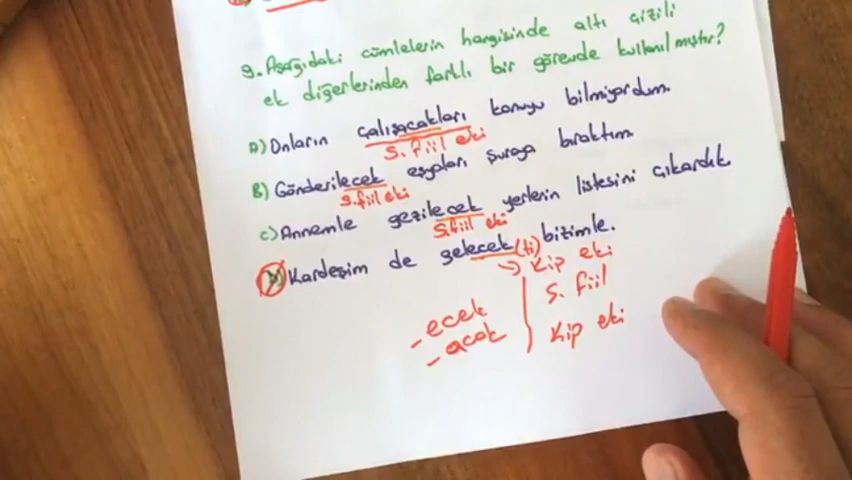 9. Aşağıdaki cümlelerin hangisinde altı çizili
ek diğerlerinden farklı bir görevde kullanılmıştır?
A) Onların çalışacakları konuyu bilmiyordum.
S. fiil eki
B) Gönderilecek eşyaları şuraya bıraktım.
S. fiil eki
C) Annemle gezilecek yerlerin listesini çıkardık
S. fiil eki
D) Kardeşim de gelecek(ti) bizimle.
→ Kip eki
-ecek
-acak
S. fiil
Kip eki